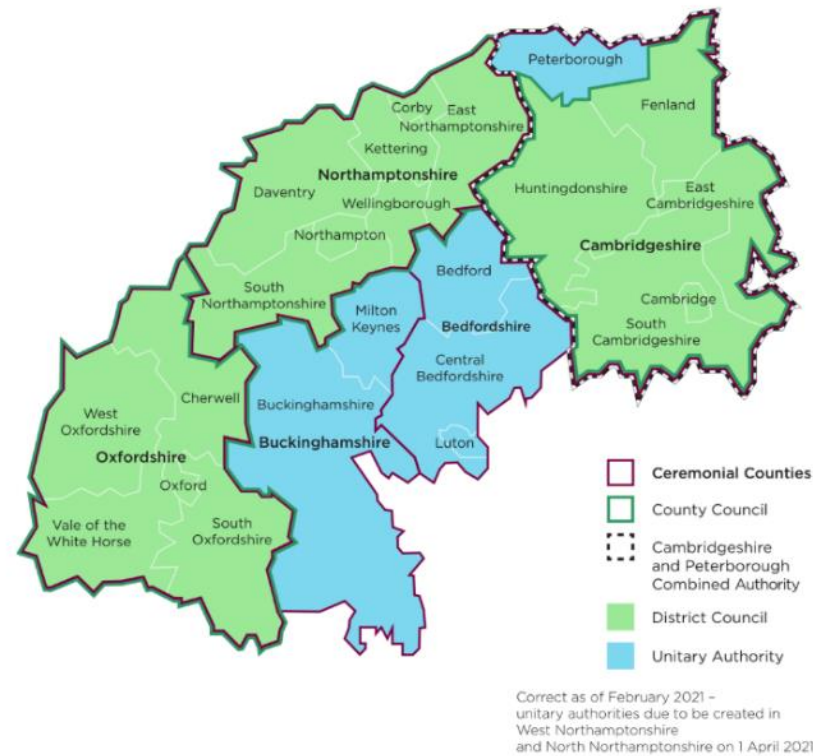 Peterborough
Fenland
Corby
East
Northamptonshire
Kettering
Northamptonshire
Daventry
Wellingborough
Northampton
South
Northamptonshire
Huntingdonshire
East
Cambridgeshire
Cambridgeshire
Cambridge
South
Cambridgeshire
Bedford
Milton
Keynes
Bedfordshire
Central
Bedfordshire
Luton
Buckinghamshire
Buckinghamshire
Cherwell
West
Oxfordshire
Oxfordshire
Oxford
Vale of the
White Horse
South
Oxfordshire
Ceremonial Counties
County Council
Cambridgeshire
and Peterborough
Combined Authority
District Council
Unitary Authority
Correct as of February 2021 –
unitary authorities due to be created in
West Northamptonshire
and North Northamptonshire on 1 April 2021